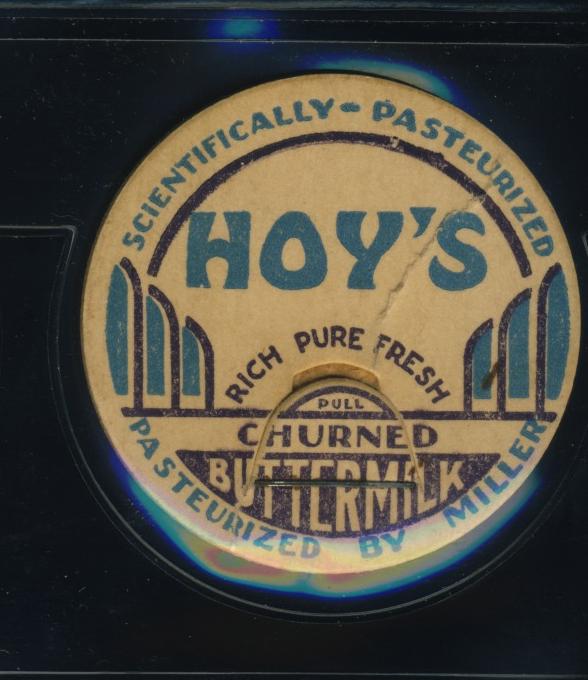 SCIENTIFICALLY - PASTEURIZED
HOY'S
RICH PURE FRESH
PULL
CHURNED
BUTTERMILK
PASTEURIZED BY MILLER